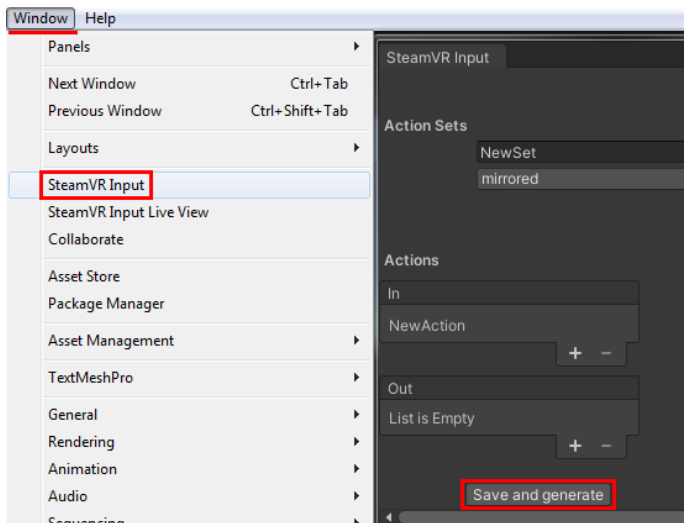 Window Help
Panels
Next Window Ctrl+Tab
Previous Window Ctrl+Shift+Tab
Layouts
SteamVR Input
SteamVR Input Live View
Collaborate
Asset Store
Package Manager
Asset Management
TextMeshPro
General
Rendering
Animation
Audio
Sequencing
SteamVR Input
Action Sets
NewSet
mirrored
Actions
In
NewAction
+ −
Out
List is Empty
+ −
Save and generate